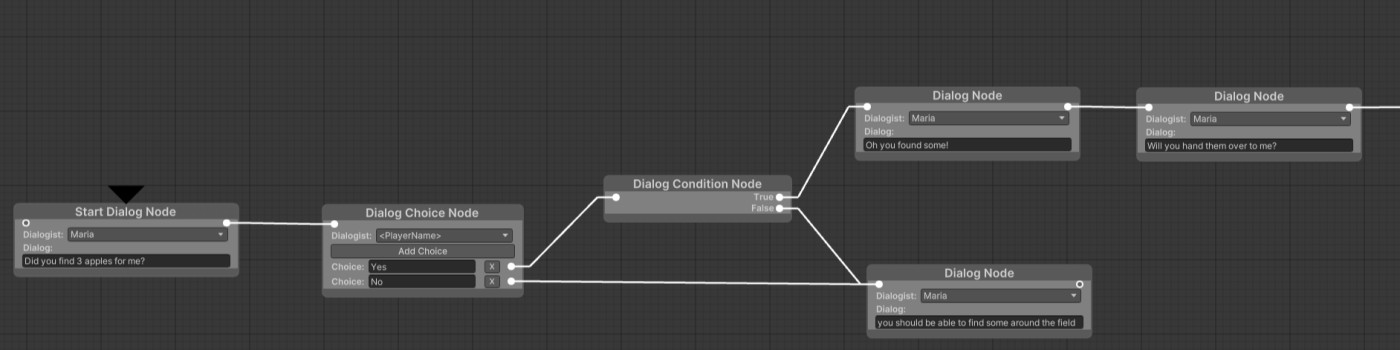 Start Dialog Node
Dialogist: Maria
Dialog:
Did you find 3 apples for me?
Dialog Choice Node
Dialogist: <PlayerName>
Add Choice
Choice: Yes X
Choice: No X
Dialog Condition Node
True
False
Dialog Node
Dialogist: Maria
Dialog:
Oh you found some!
Dialog Node
Dialogist: Maria
Dialog:
Will you hand them over to me?
Dialog Node
Dialogist: Maria
Dialog:
you should be able to find some around the field